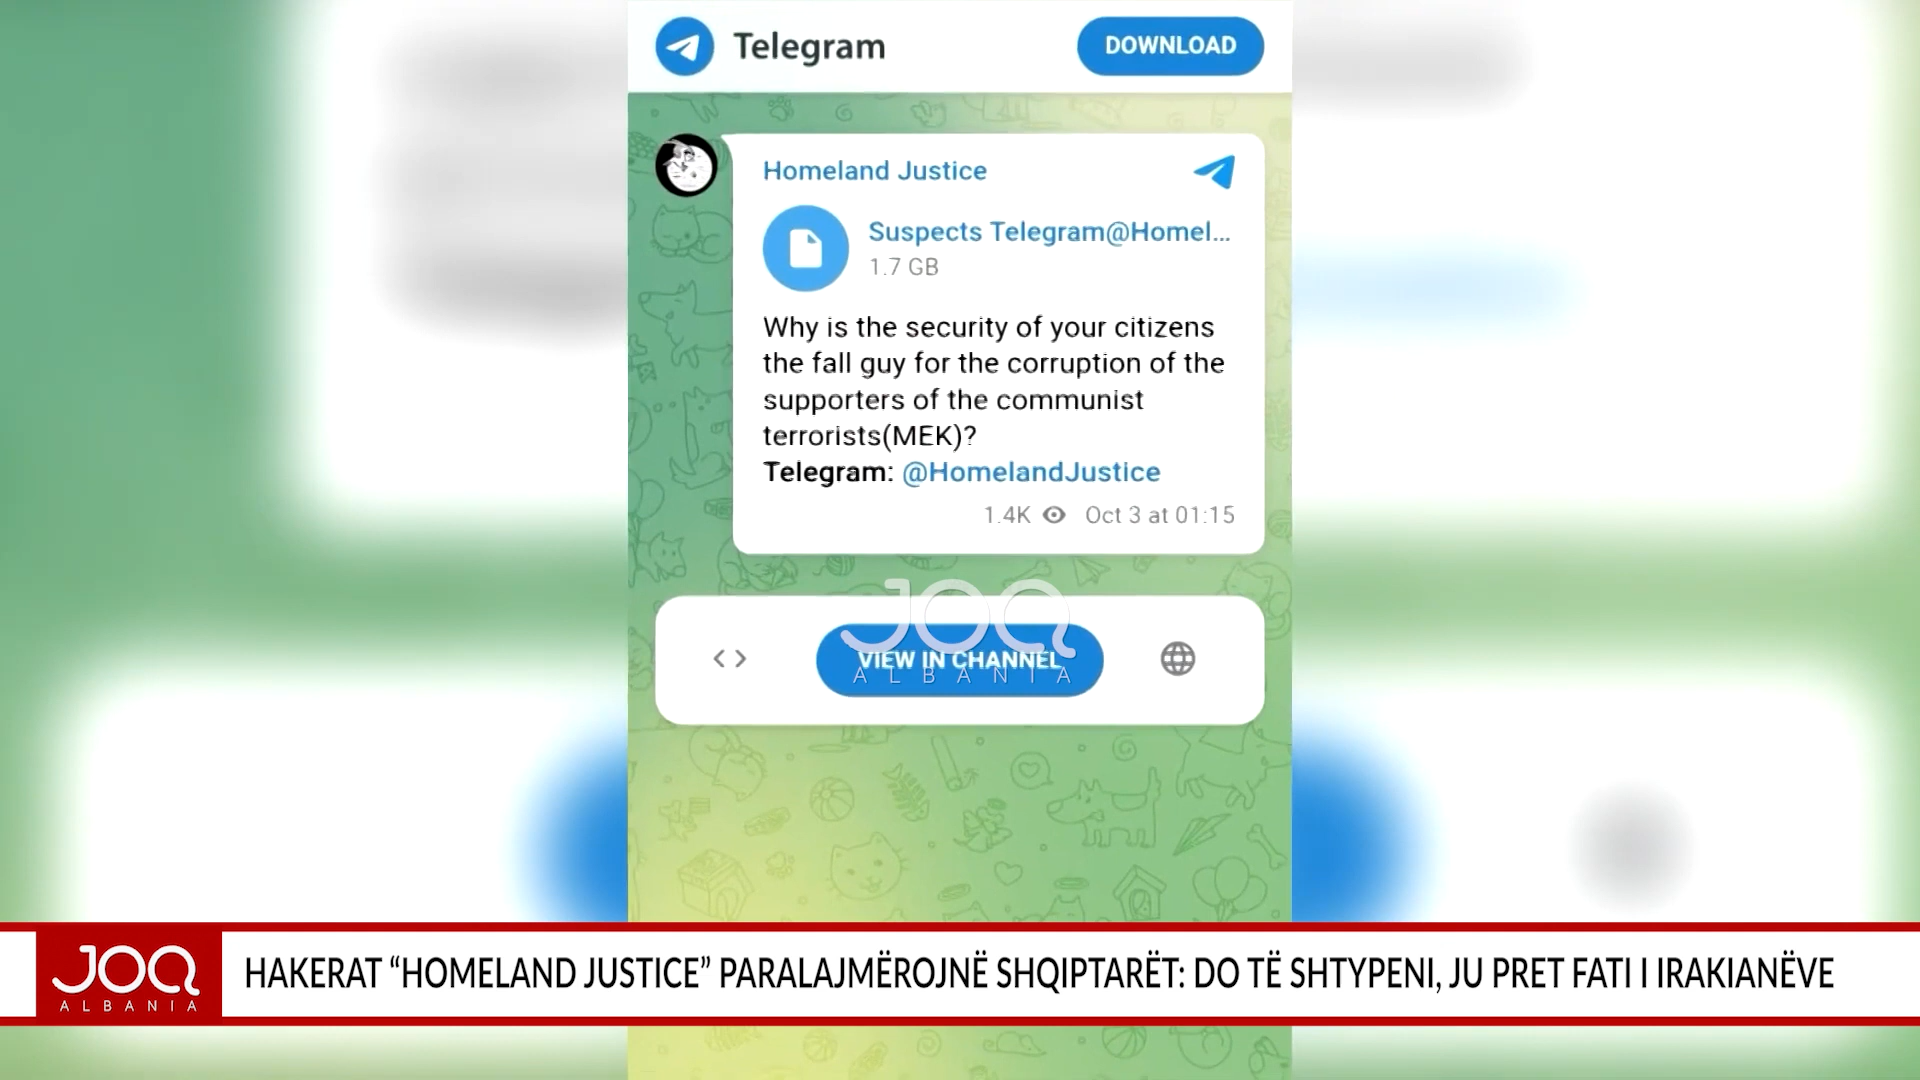 Telegram
DOWNLOAD
Homeland Justice
Suspects Telegram@Homel...
1.7 GB
Why is the security of your citizens
the fall guy for the corruption of the
supporters of the communist
terrorists(MEK)?
Telegram: @HomelandJustice
1.4K Oct 3 at 01:15
JOQ
VIEW IN CHANNEL
ALBANIA
JOQ
ALBANIA
HAKERAT “HOMELAND JUSTICE” PARALAJMËROJNË SHQIPTARËT: DO TË SHTYPENI, JU PRET FATI I IRAKIANËVE